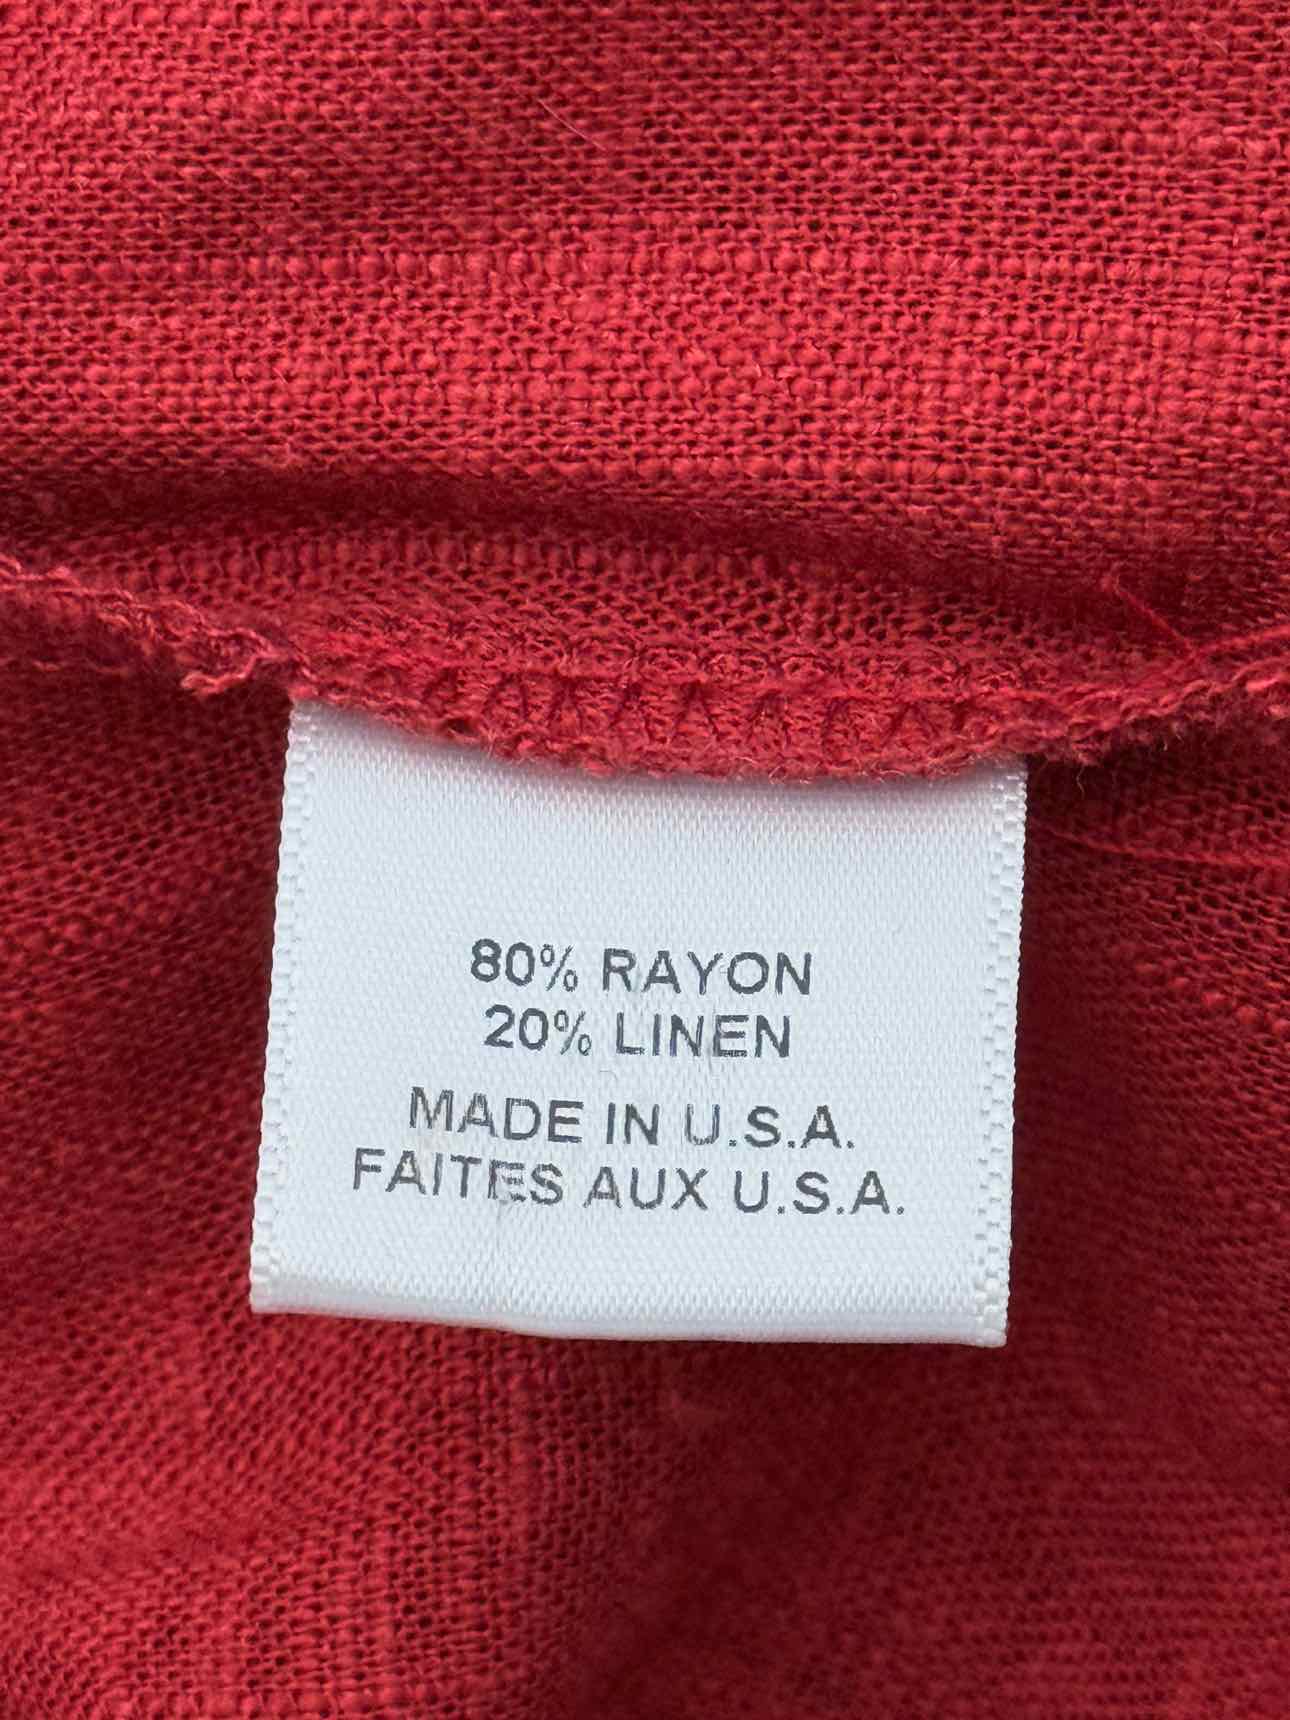 80% RAYON
20% LINEN
MADE IN U.S.A.
FAITES AUX U.S.A.